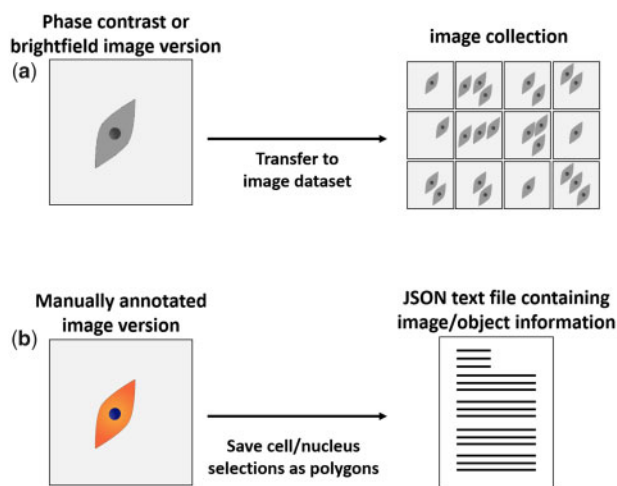 Phase contrast or
brightfield image version
image collection
(a)
Transfer to
image dataset
Manually annotated
image version
JSON text file containing
image/object information
(b)
Save cell/nucleus
selections as polygons